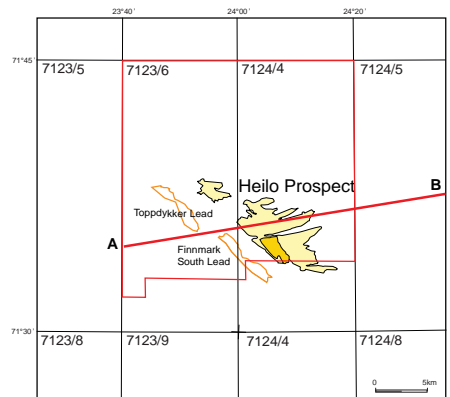 23°40' 24°00' 24°20'
71°45'
7123/5 7123/6 7124/4 7124/5
Heilo Prospect
B
Toppdykker Lead
A
Finnmark
South Lead
71°30'
7123/8 7123/9 7124/4 7124/8
0 5km